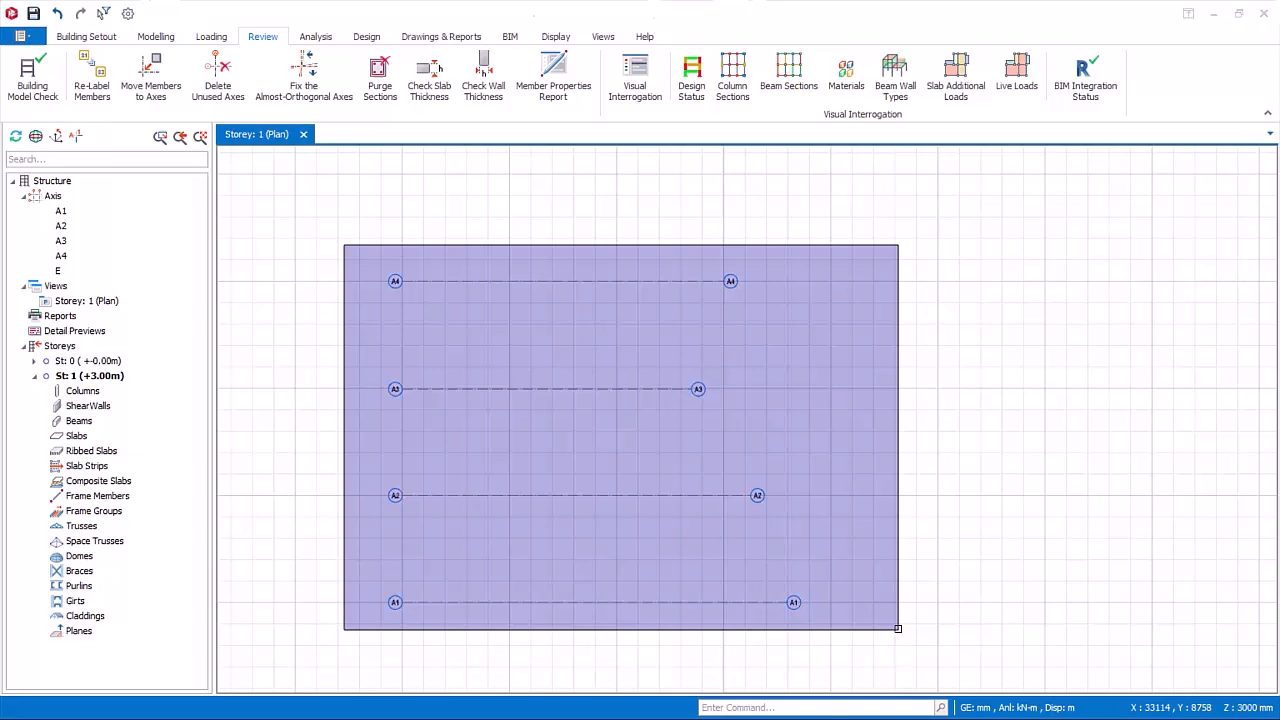 Building Setout Modelling Loading Review Analysis Design Drawings & Reports BIM Display Views Help
Building Model Check
Re-Label Members
Move Members to Axes
Delete Unused Axes
Fix the Almost-Orthogonal Axes
Purge Sections
Check Slab Thickness
Check Wall Thickness
Member Properties Report
Visual Interrogation
Design Status
Column Sections
Beam Sections
Materials
Beam Wall Types
Slab Additional Loads
Live Loads
BIM Integration Status
Visual Interrogation
Storey: 1 (Plan)
Search...
Structure
Axis
A1
A2
A3
A4
E
Views
Storey: 1 (Plan)
Reports
Detail Previews
Storeys
St: 0 ( +-0.00m)
St: 1 (+3.00m)
Columns
ShearWalls
Beams
Slabs
Ribbed Slabs
Slab Strips
Composite Slabs
Frame Members
Frame Groups
Trusses
Space Trusses
Domes
Braces
Purlins
Girts
Claddings
Planes
A4 A4
A3 A3
A2 A2
A1 A1
Enter Command...
GE: mm , Anl: kN-m , Disp: m
X : 33114 , Y : 8758 Z : 3000 mm